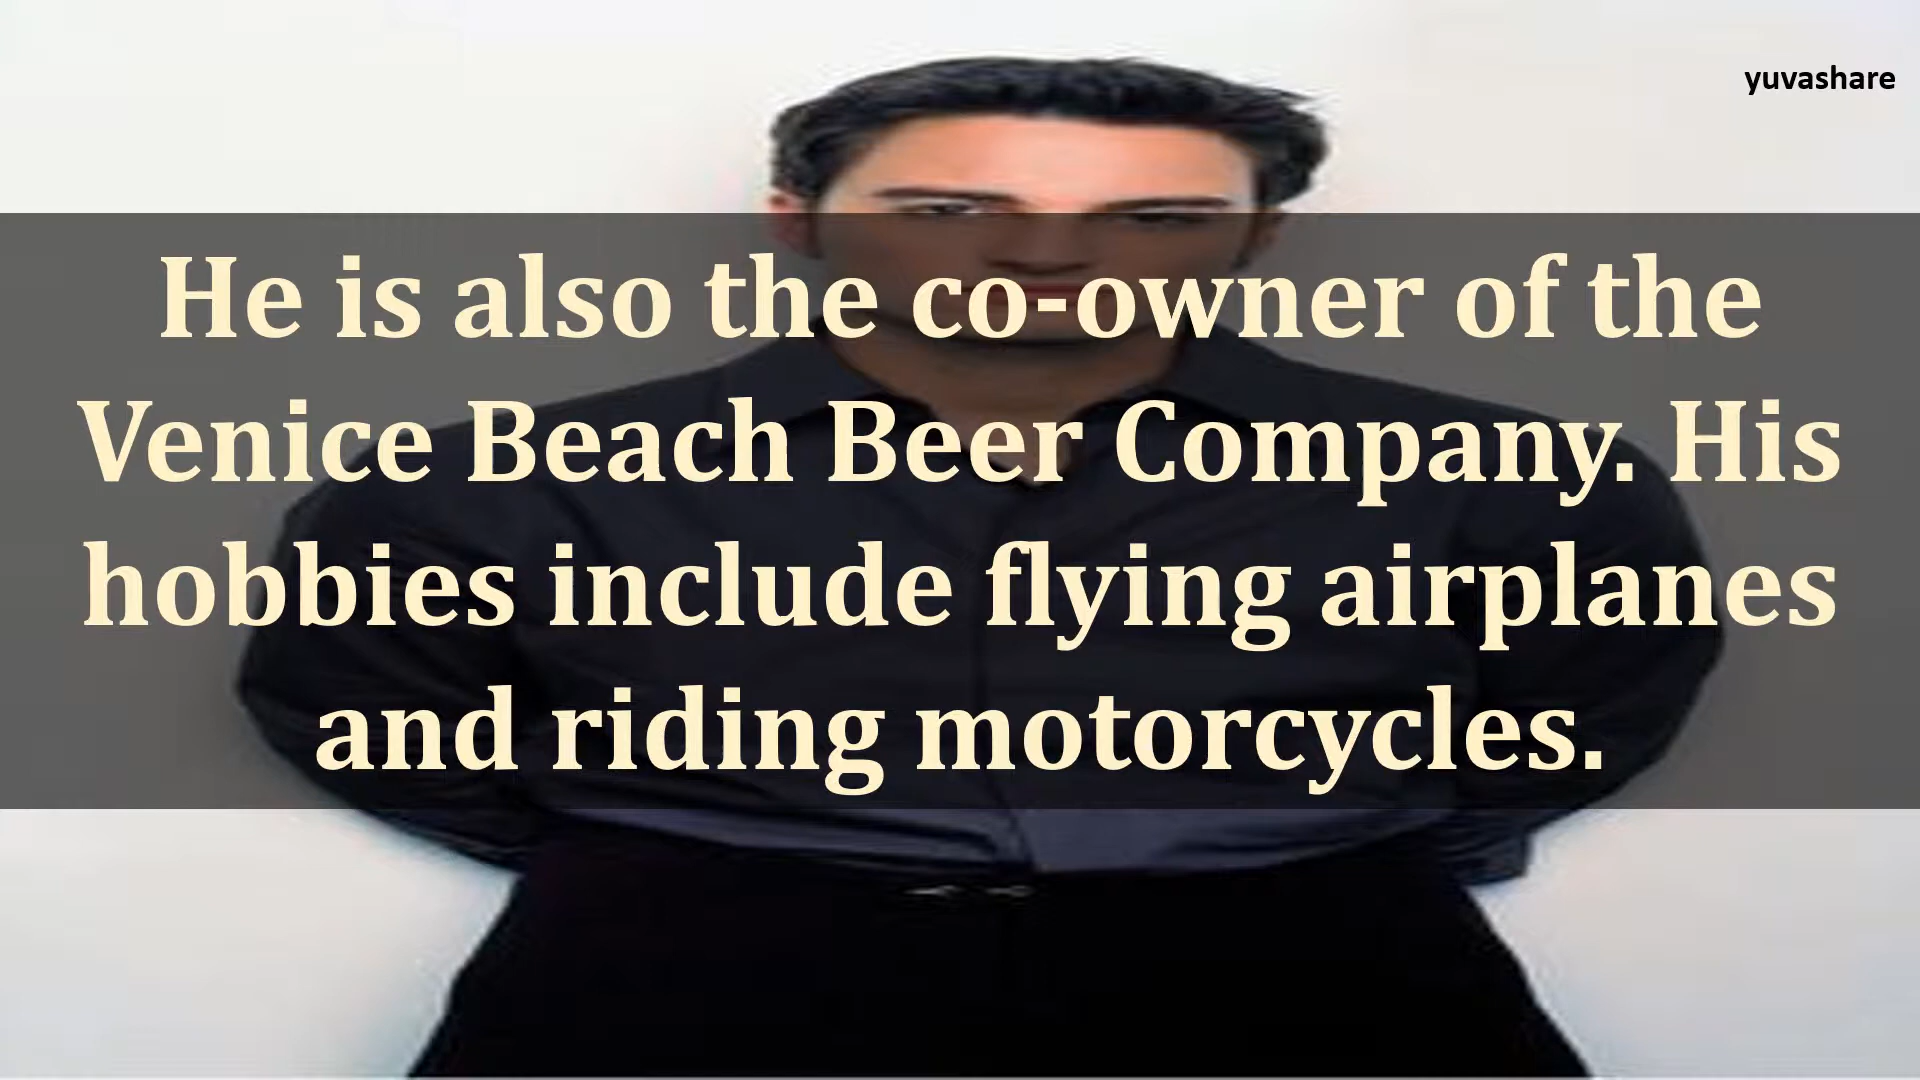 yuvashare
He is also the co-owner of the
Venice Beach Beer Company. His
hobbies include flying airplanes
and riding motorcycles.